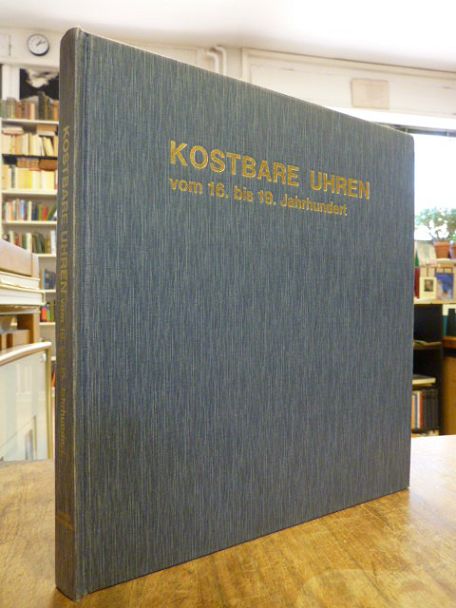 KOSTBARE UHREN
vom 16. bis 19. Jahrhundert
KOSTBARE UHREN vom 16. bis 19. Jahrhundert